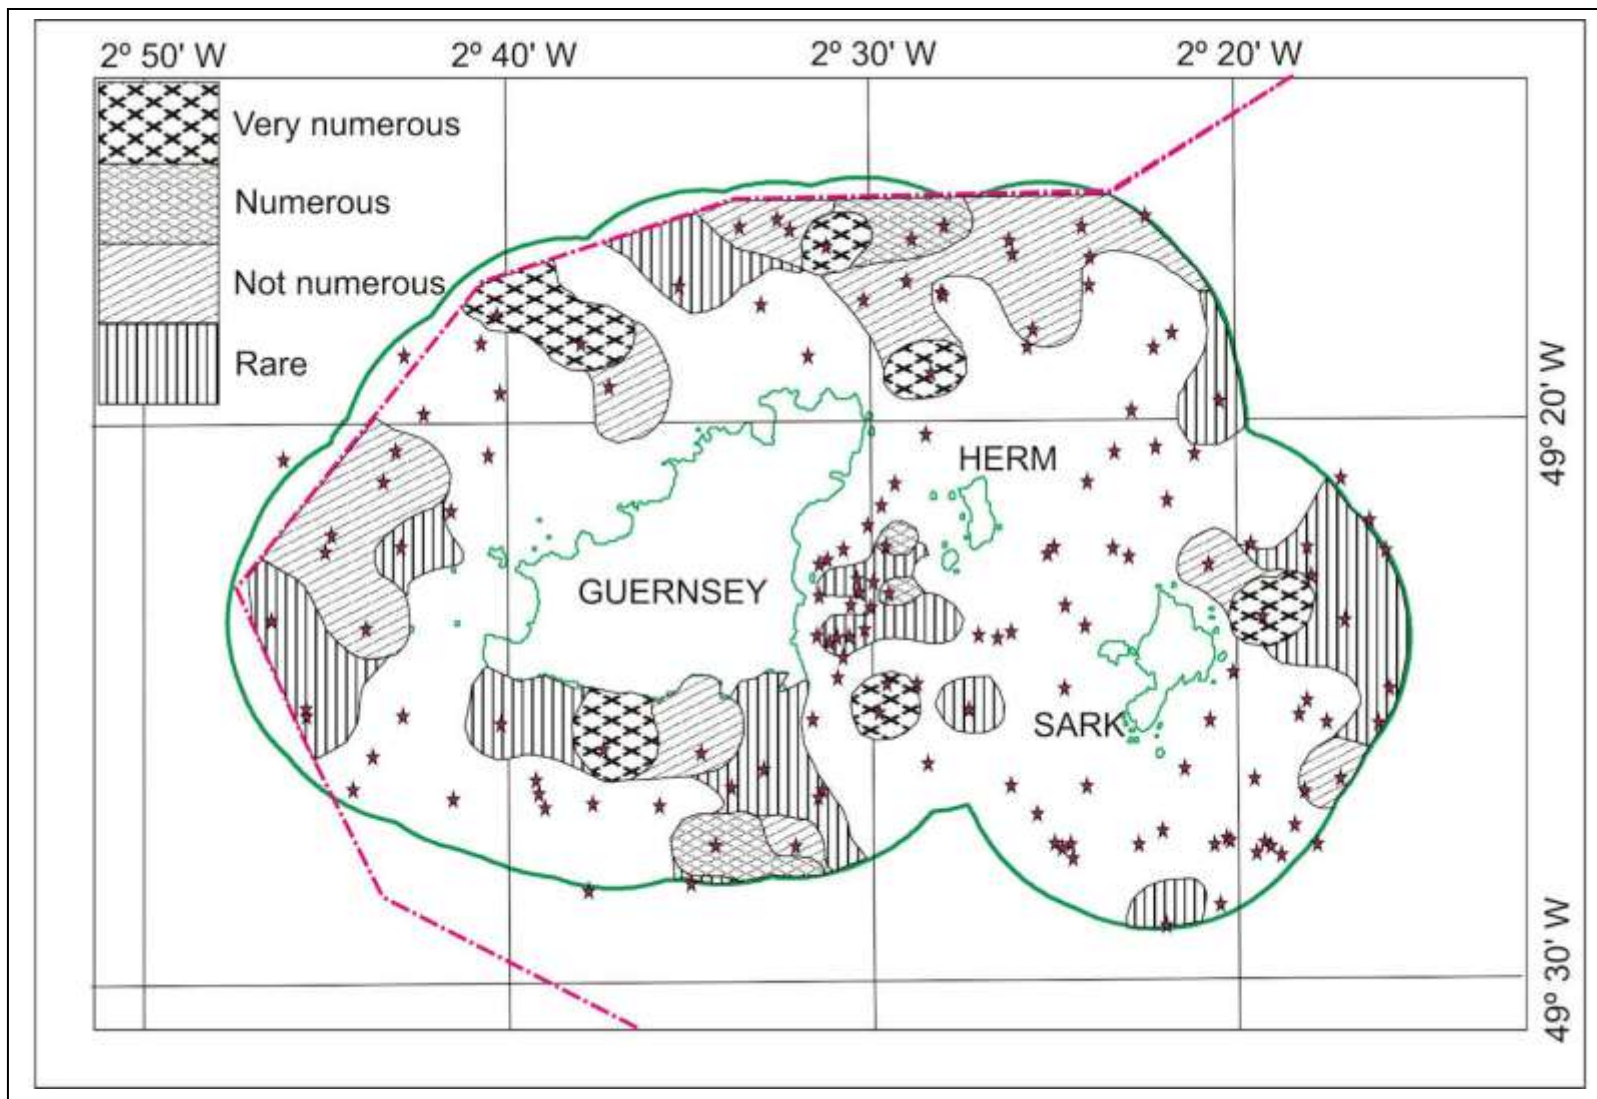 2º 50' W 2º 40' W 2º 30' W 2º 20' W
Very numerous
Numerous
Not numerous
Rare
49º 20' W
HERM
GUERNSEY
SARK
49º 30' W